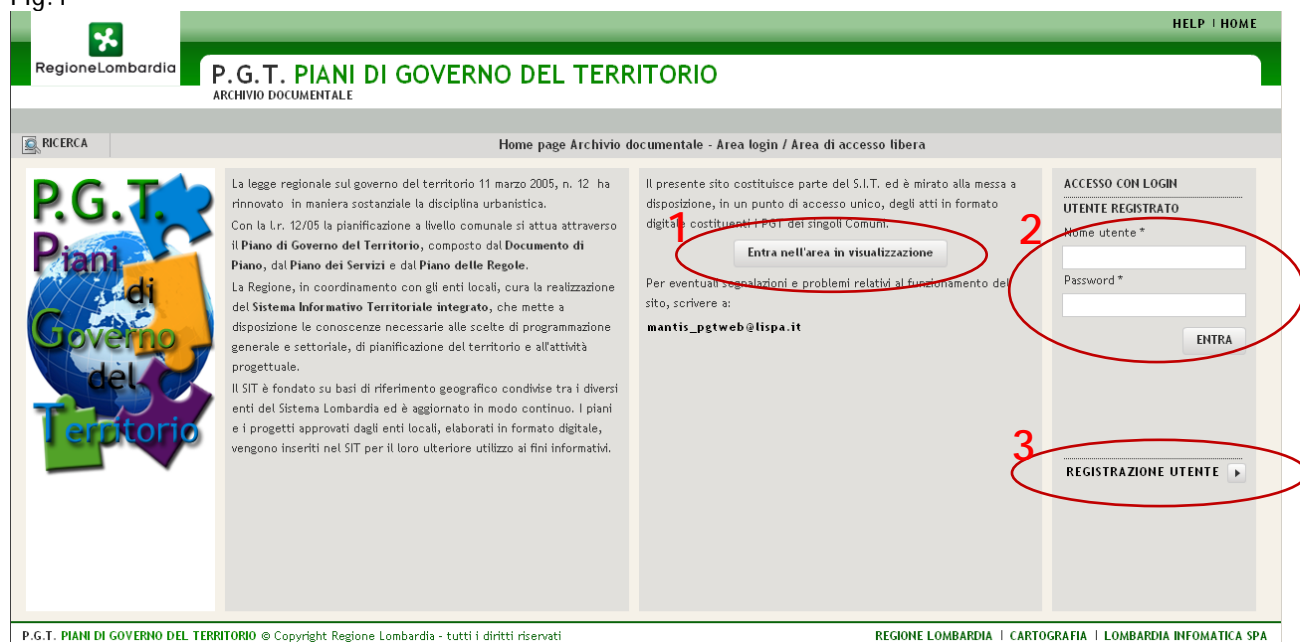 Fig.1
HELP | HOME
RegioneLombardia
P.G.T. PIANI DI GOVERNO DEL TERRITORIO
ARCHIVIO DOCUMENTALE
RICERCA
Home page Archivio documentale - Area login / Area di accesso libera
P.G.T.
Piani
di
Governo
del
Territorio
La legge regionale sul governo del territorio 11 marzo 2005, n. 12 ha
rinnovato in maniera sostanziale la disciplina urbanistica.
Con la l.r. 12/05 la pianificazione a livello comunale si attua attraverso
il Piano di Governo del Territorio, composto dal Documento di
Piano, dal Piano dei Servizi e dal Piano delle Regole.
La Regione, in coordinamento con gli enti locali, cura la realizzazione
del Sistema Informativo Territoriale integrato, che mette a
disposizione le conoscenze necessarie alle scelte di programmazione
generale e settoriale, di pianificazione del territorio e all'attività
progettuale.
Il SIT è fondato su basi di riferimento geografico condivise tra i diversi
enti del Sistema Lombardia ed è aggiornato in modo continuo. I piani
e i progetti approvati dagli enti locali, elaborati in formato digitale,
vengono inseriti nel SIT per il loro ulteriore utilizzo ai fini informativi.
Il presente sito costituisce parte del S.I.T. ed è mirato alla messa a
disposizione, in un punto di accesso unico, degli atti in formato
digitale costituenti i PGT dei singoli Comuni.
1
Entra nell'area in visualizzazione
Per eventuali segnalazioni e problemi relativi al funzionamento del
sito, scrivere a:
mantis_pgtweb@lispa.it
ACCESSO CON LOGIN
UTENTE REGISTRATO
2
Nome utente *
Password *
ENTRA
3
REGISTRAZIONE UTENTE
P.G.T. PIANI DI GOVERNO DEL TERRITORIO © Copyright Regione Lombardia - tutti i diritti riservati
REGIONE LOMBARDIA | CARTOGRAFIA | LOMBARDIA INFOMATICA SPA